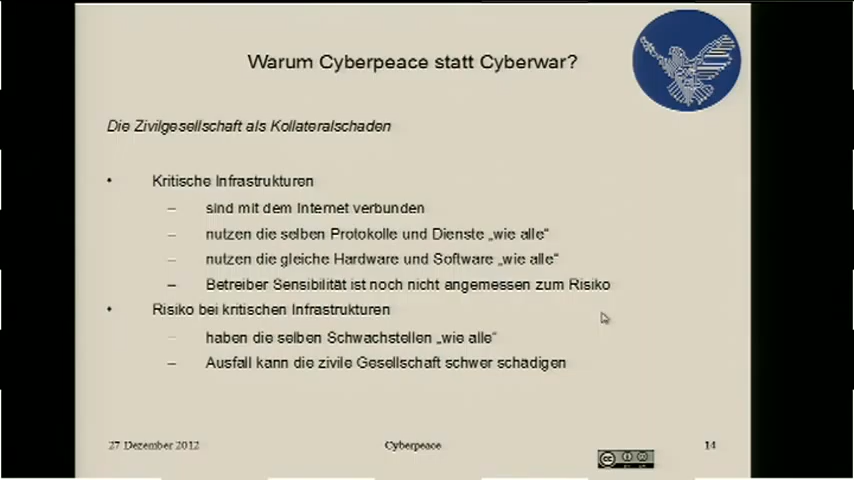 Warum Cyberpeace statt Cyberwar?
Die Zivilgesellschaft als Kollateralschaden
• Kritische Infrastrukturen
– sind mit dem Internet verbunden
– nutzen die selben Protokolle und Dienste „wie alle“
– nutzen die gleiche Hardware und Software „wie alle“
– Betreiber Sensibilität ist noch nicht angemessen zum Risiko
• Risiko bei kritischen Infrastrukturen
– haben die selben Schwachstellen „wie alle“
– Ausfall kann die zivile Gesellschaft schwer schädigen
27 Dezember 2012 Cyberpeace 14